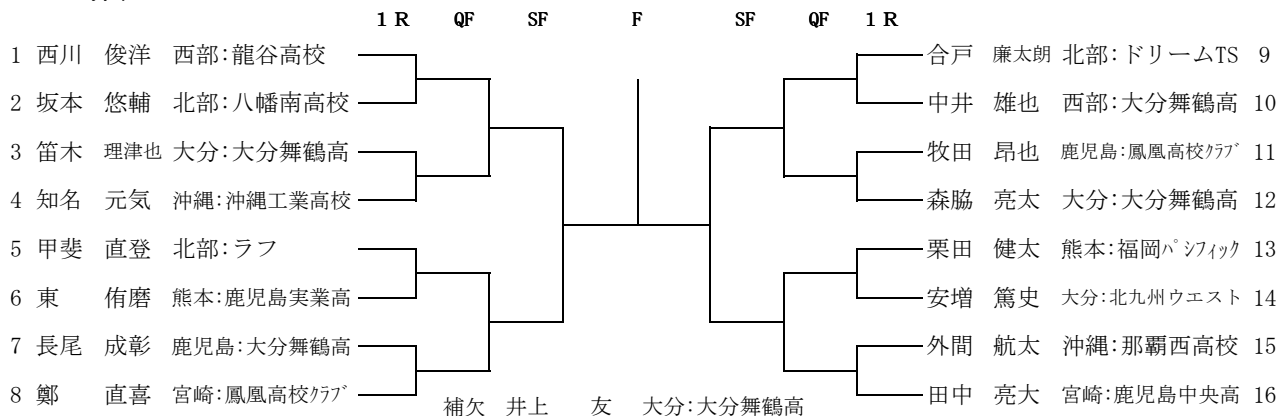 1R QF SF F SF QF 1R
1 西川 俊洋 西部:龍谷高校
2 坂本 悠輔 北部:八幡南高校
3 笛木 理津也 大分:大分舞鶴高
4 知名 元気 沖縄:沖縄工業高校
5 甲斐 直登 北部:ラフ
6 東 侑磨 熊本:鹿児島実業高
7 長尾 成彰 鹿児島:大分舞鶴高
8 鄭 直喜 宮崎:鳳凰高校ｸﾗﾌﾞ
合戸 廉太朗 北部:ドリームTS 9
中井 雄也 西部:大分舞鶴高 10
牧田 昂也 鹿児島:鳳凰高校ｸﾗﾌﾞ 11
森脇 亮太 大分:大分舞鶴高 12
栗田 健太 熊本:福岡ﾊﾟｼﾌｨｯｸ 13
安増 篤史 大分:北九州ウエスト 14
外間 航太 沖縄:那覇西高校 15
田中 亮大 宮崎:鹿児島中央高 16
補欠 井上 友 大分:大分舞鶴高